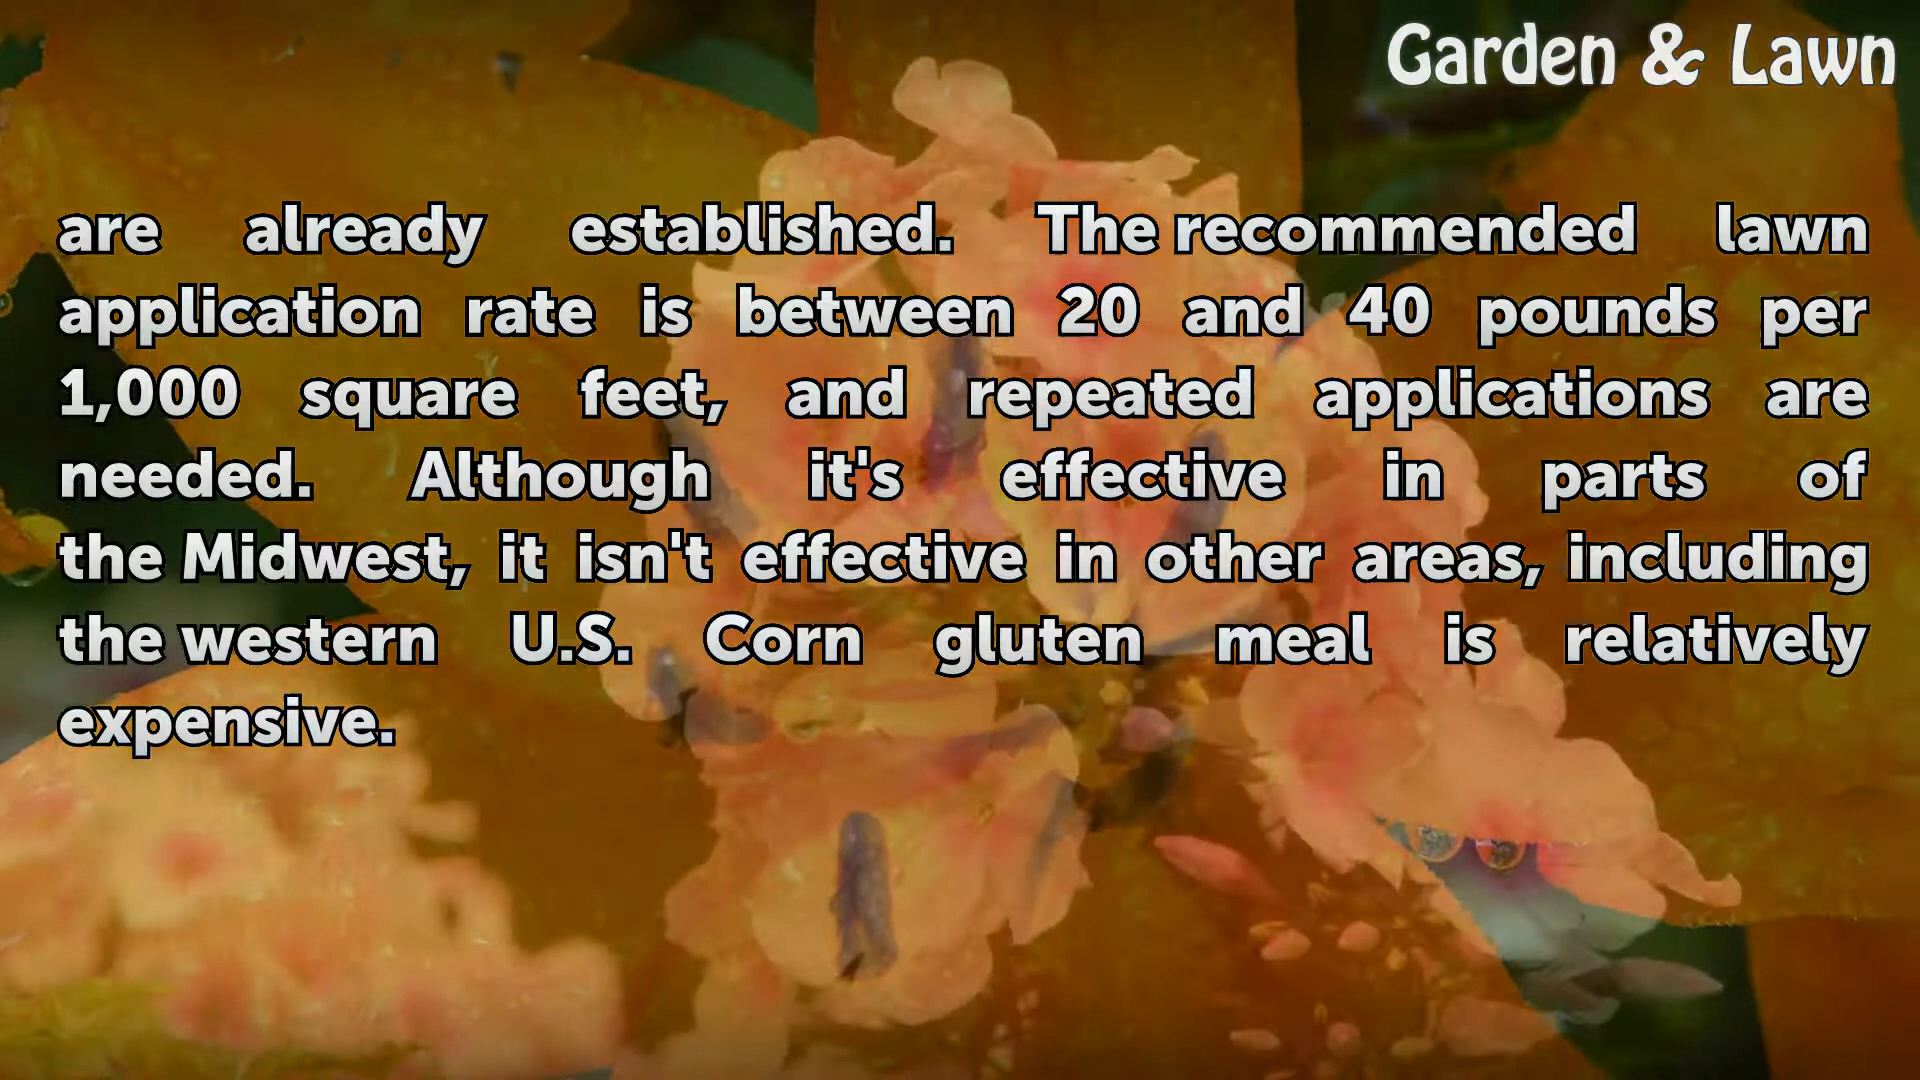 Garden & Lawn
are already established. The recommended lawn
application rate is between 20 and 40 pounds per
1,000 square feet, and repeated applications are
needed. Although it's effective in parts of
the Midwest, it isn't effective in other areas, including
the western U.S. Corn gluten meal is relatively
expensive.